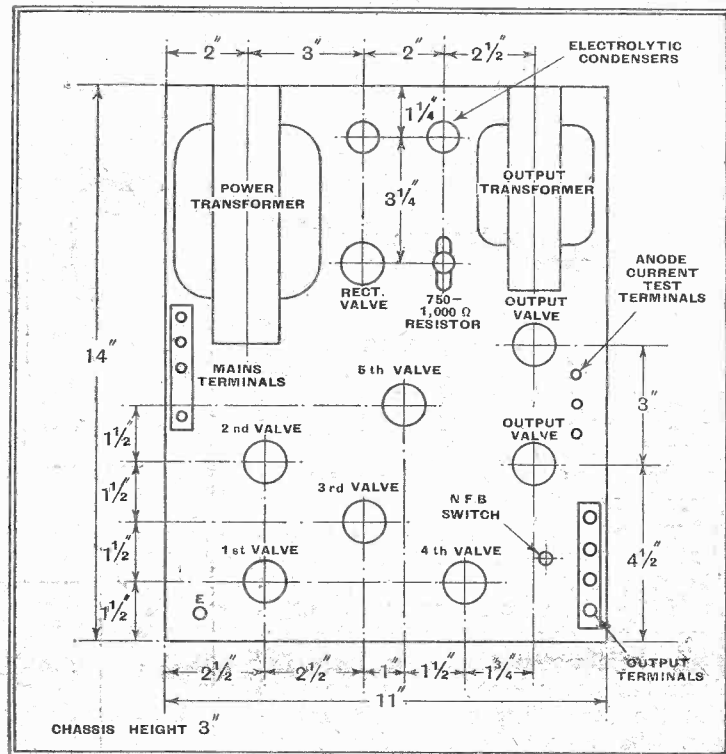 2" 3" 2" 2½"
ELECTROLYTIC
CONDENSERS
1¼"
POWER
TRANSFORMER
3¼"
OUTPUT
TRANSFORMER
RECT.
VALVE
750–
1,000 Ω
RESISTOR
OUTPUT
VALVE
ANODE
CURRENT
TEST
TERMINALS
14"
MAINS
TERMINALS
5th VALVE
3"
1½"
2nd VALVE
OUTPUT
VALVE
1½"
3rd VALVE
N F B
SWITCH
1½"
1st VALVE
4th VALVE
4½"
1½"
E
2½" 2½" 1" 1½" 1¾"
OUTPUT
TERMINALS
11"
CHASSIS HEIGHT 3"